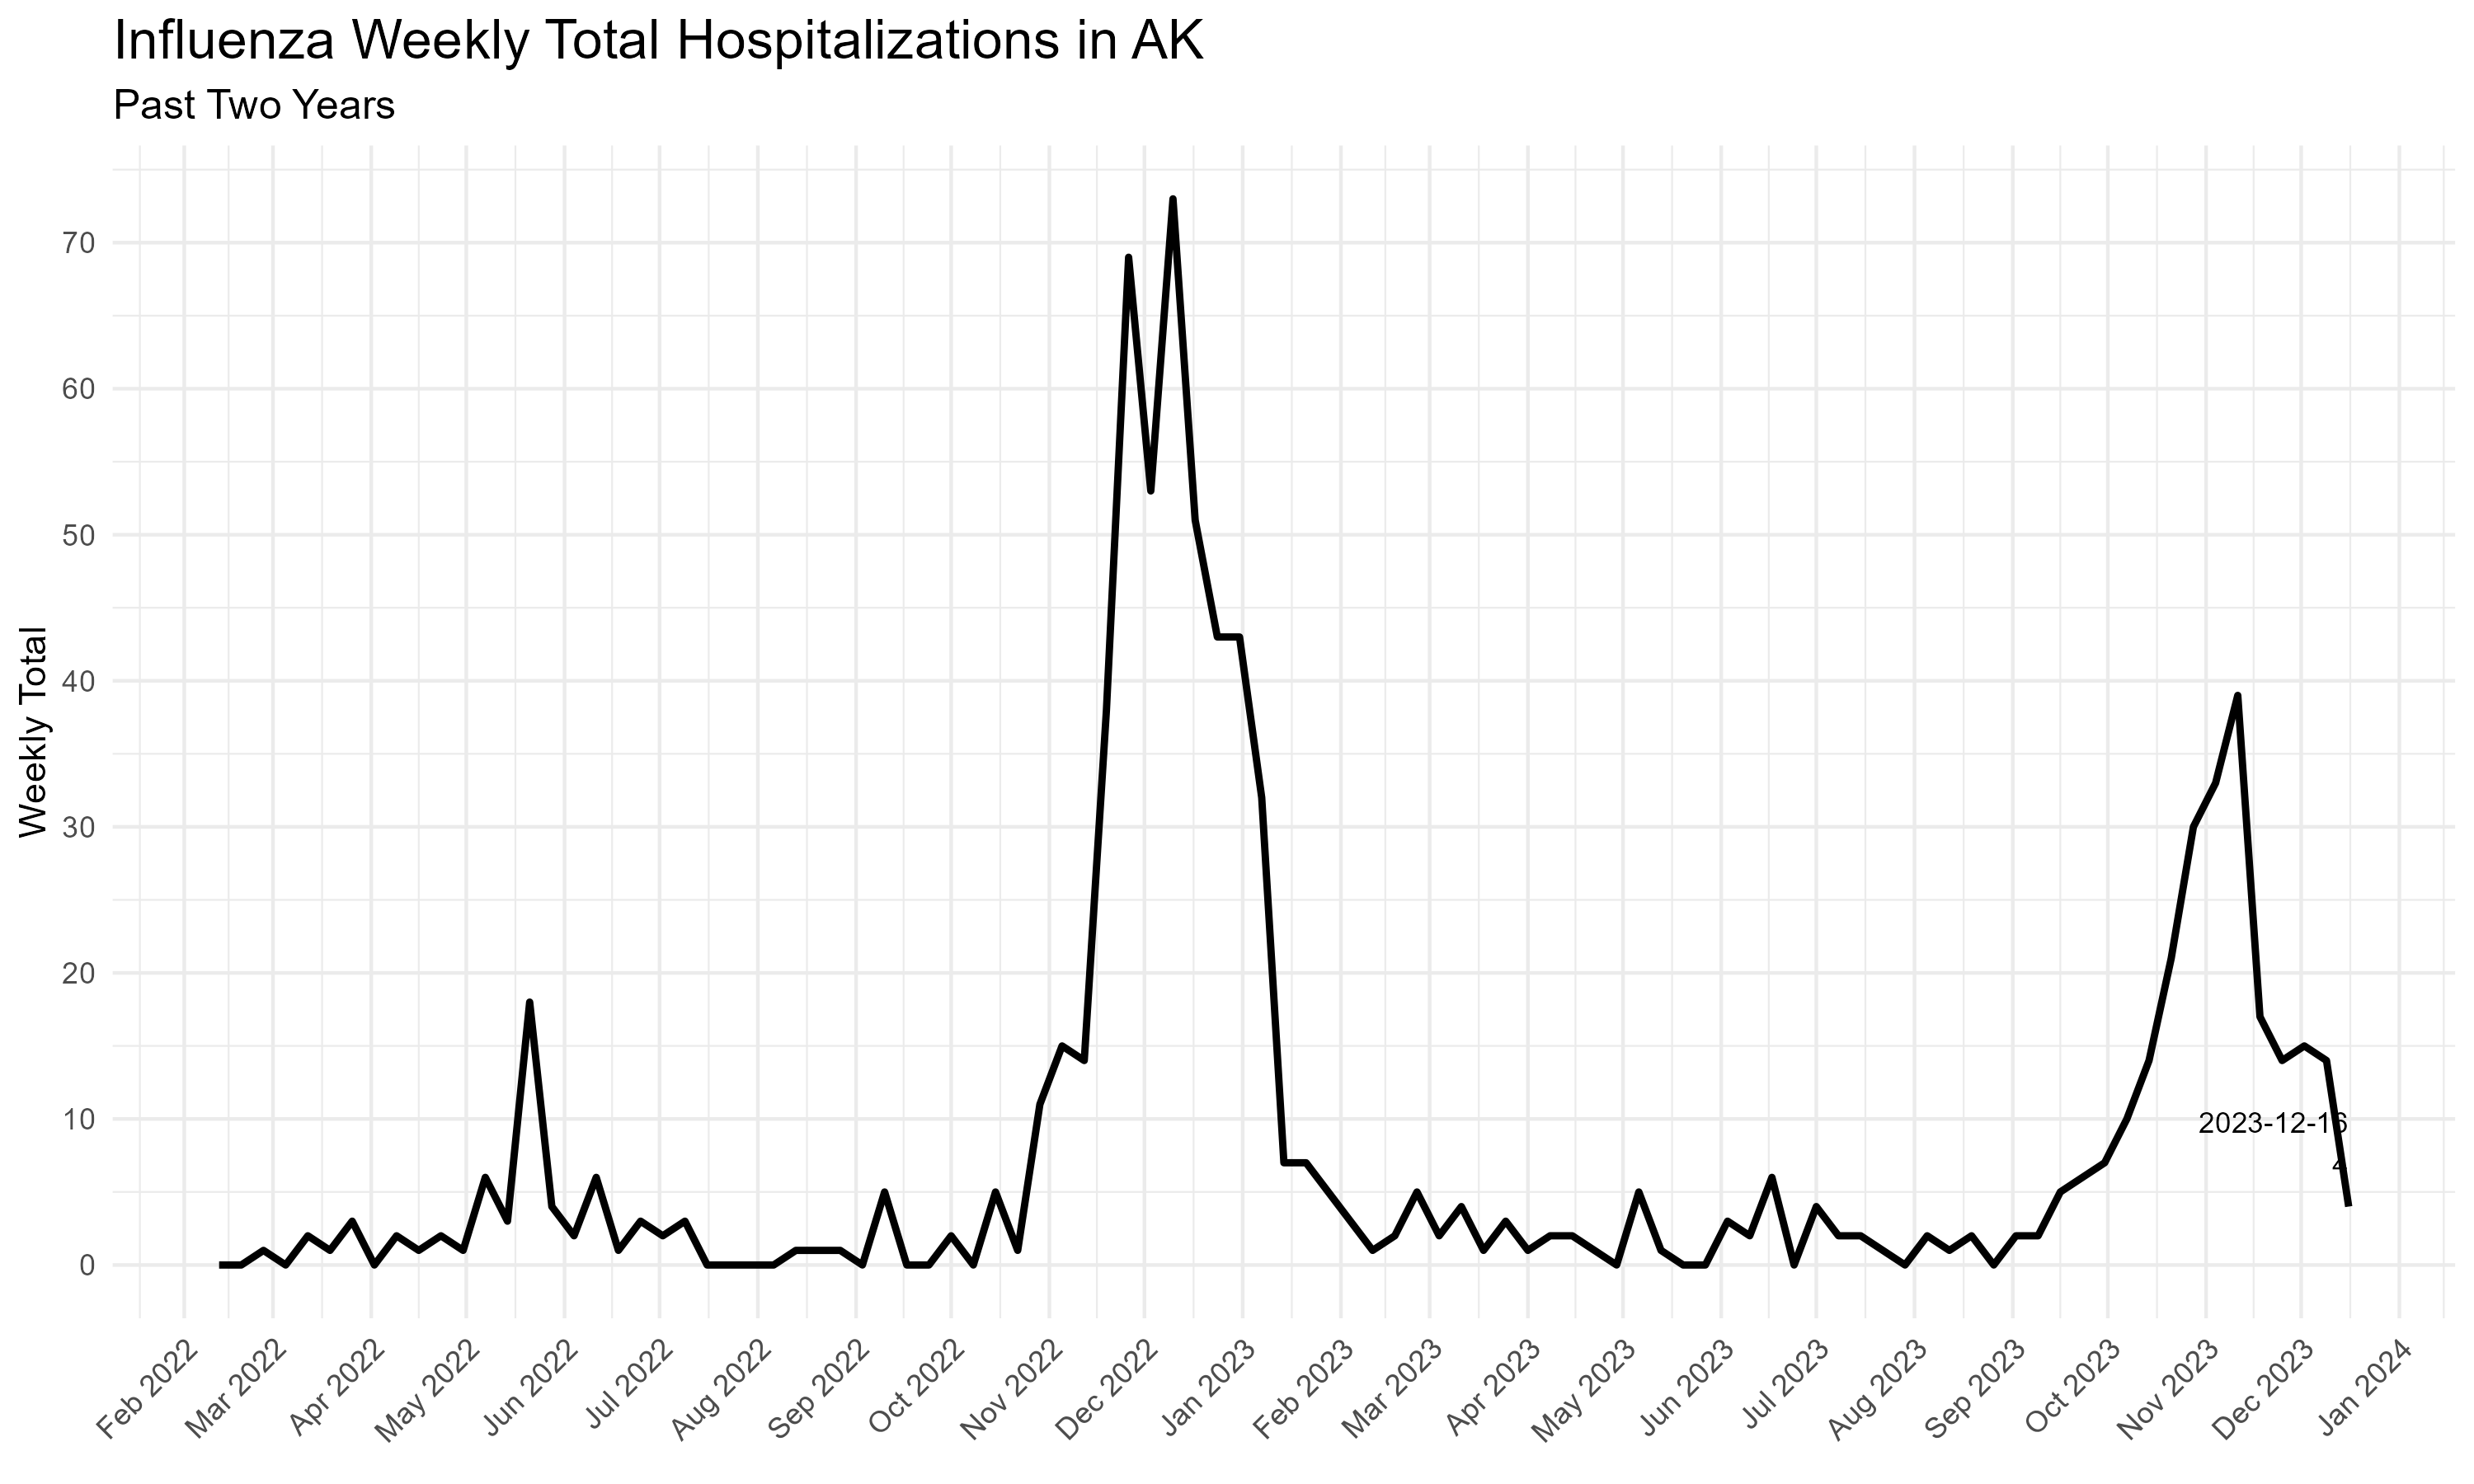 Influenza Weekly Total Hospitalizations in AK
Past Two Years
Weekly Total
70
60
50
40
30
20
10
0
2023-12-16
4
Feb 2022
Mar 2022
Apr 2022
May 2022
Jun 2022
Jul 2022
Aug 2022
Sep 2022
Oct 2022
Nov 2022
Dec 2022
Jan 2023
Feb 2023
Mar 2023
Apr 2023
May 2023
Jun 2023
Jul 2023
Aug 2023
Sep 2023
Oct 2023
Nov 2023
Dec 2023
Jan 2024